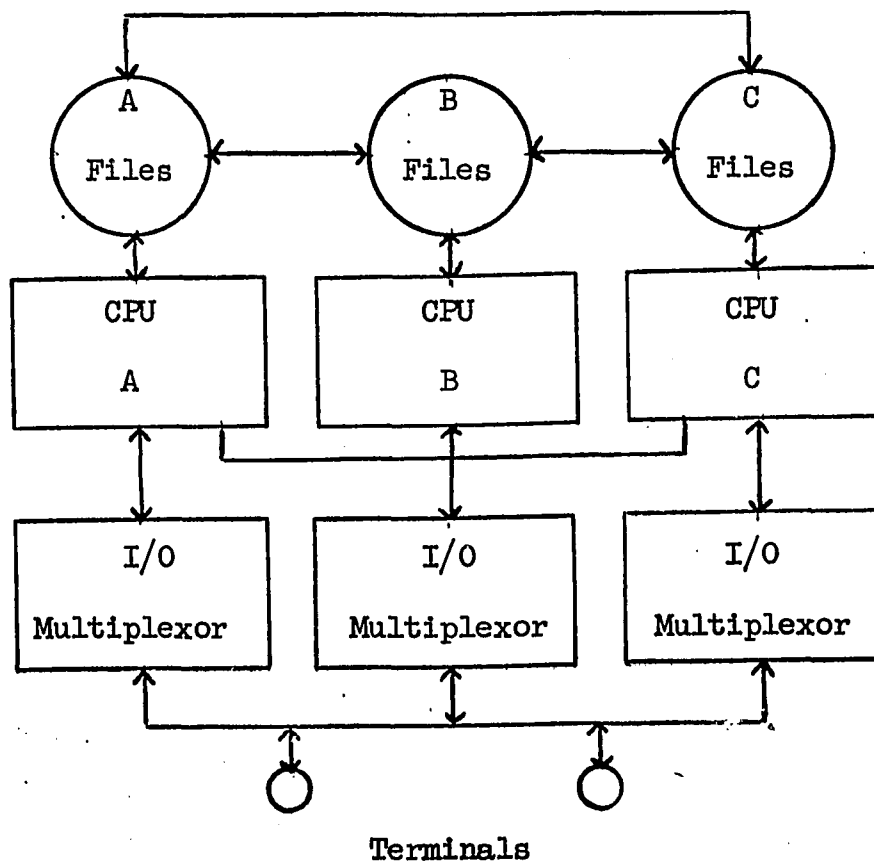 A
Files
B
Files
C
Files
CPU
A
CPU
B
CPU
C
I/O
Multiplexor
I/O
Multiplexor
I/O
Multiplexor
Terminals